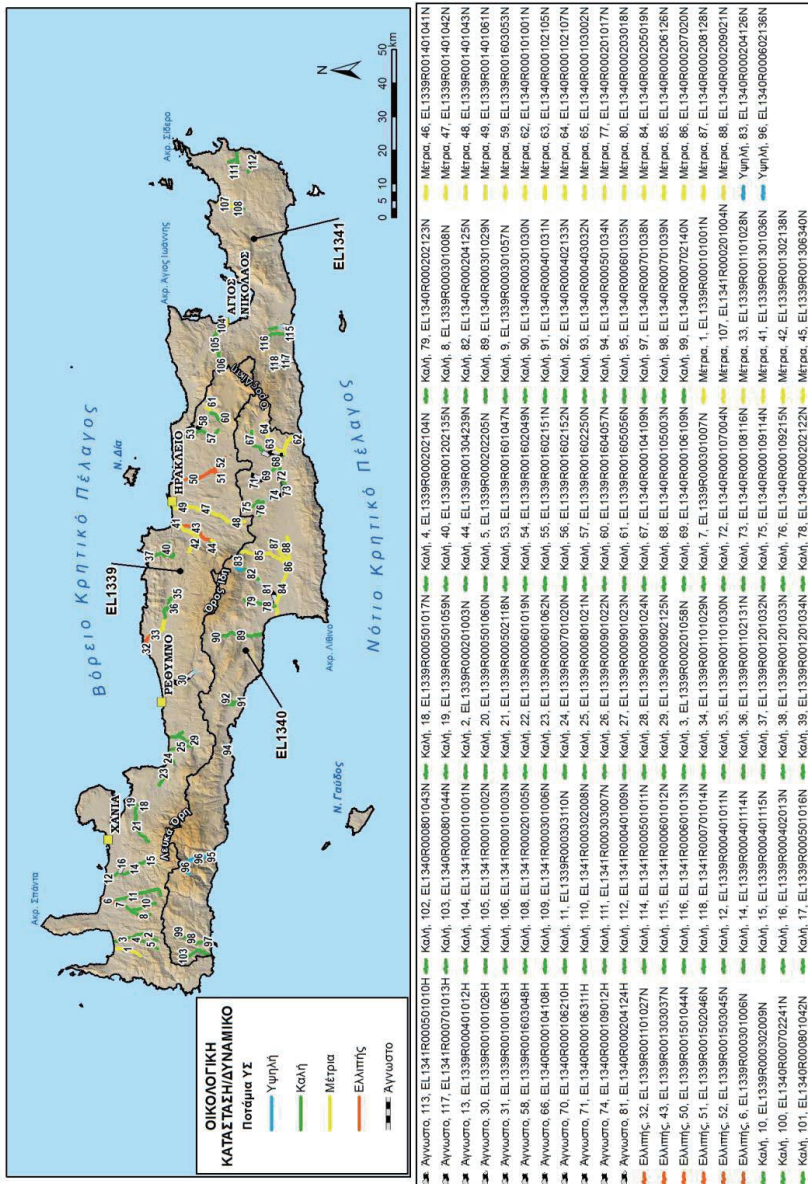 Βόρειο Κρητικό Πέλαγος
Νότιο Κρητικό Πέλαγος
Ακρ. Σπάντα
Ν. Δία
Ακρ. Άγιος Ιωάννης
Ακρ. Σίδερο
Ακρ. Λίθινο
Ν. Γαύδος
ΧΑΝΙΑ
ΡΕΘΥΜΝΟ
ΗΡΑΚΛΕΙΟ
ΑΓΙΟΣ
ΝΙΚΟΛΑΟΣ
Λευκά Όρη
Όρος Ίδη
Όρος Δίκτη
EL1339
EL1340
EL1341
N
0 5 10 20 30 40 50
km
ΟΙΚΟΛΟΓΙΚΗ
ΚΑΤΑΣΤΑΣΗ/ΔΥΝΑΜΙΚΟ
Ποτάμια ΥΣ
Υψηλή
Καλή
Μέτρια
Ελλιπής
Άγνωστο
Άγνωστο, 113, EL1341R000501010H
Άγνωστο, 117, EL1341R000701013H
Άγνωστο, 13, EL1339R000401012H
Άγνωστο, 30, EL1339R001001026H
Άγνωστο, 31, EL1339R001001063H
Άγνωστο, 58, EL1339R001603048H
Άγνωστο, 66, EL1340R000104108H
Άγνωστο, 70, EL1340R000106210H
Άγνωστο, 71, EL1340R000106311H
Άγνωστο, 74, EL1340R000109012H
Άγνωστο, 81, EL1340R000204124H
Ελλιπής, 32, EL1339R001101027N
Ελλιπής, 43, EL1339R001303037N
Ελλιπής, 50, EL1339R001501044N
Ελλιπής, 51, EL1339R001502046N
Ελλιπής, 52, EL1339R001503045N
Ελλιπής, 6, EL1339R000301006N
Καλή, 10, EL1339R000302009N
Καλή, 100, EL1340R000702241N
Καλή, 101, EL1340R000801042N
Καλή, 102, EL1340R000801043N
Καλή, 103, EL1340R000801044N
Καλή, 104, EL1341R000101001N
Καλή, 105, EL1341R000101002N
Καλή, 106, EL1341R000101003N
Καλή, 108, EL1341R000201005N
Καλή, 109, EL1341R000301006N
Καλή, 11, EL1339R000303110N
Καλή, 110, EL1341R000302008N
Καλή, 111, EL1341R000303007N
Καλή, 112, EL1341R000401009N
Καλή, 114, EL1341R000501011N
Καλή, 115, EL1341R000601012N
Καλή, 116, EL1341R000601013N
Καλή, 118, EL1341R000701014N
Καλή, 12, EL1339R000401011N
Καλή, 14, EL1339R000401114N
Καλή, 15, EL1339R000401115N
Καλή, 16, EL1339R000402013N
Καλή, 17, EL1339R000501016N
Καλή, 18, EL1339R000501017N
Καλή, 19, EL1339R000501059N
Καλή, 2, EL1339R000201003N
Καλή, 20, EL1339R000501060N
Καλή, 21, EL1339R000502118N
Καλή, 22, EL1339R000601019N
Καλή, 23, EL1339R000601062N
Καλή, 24, EL1339R000701020N
Καλή, 25, EL1339R000801021N
Καλή, 26, EL1339R000901022N
Καλή, 27, EL1339R000901023N
Καλή, 28, EL1339R000901024N
Καλή, 29, EL1339R000902125N
Καλή, 3, EL1339R000201058N
Καλή, 34, EL1339R001101029N
Καλή, 35, EL1339R001101030N
Καλή, 36, EL1339R001102131N
Καλή, 37, EL1339R001201032N
Καλή, 38, EL1339R001201033N
Καλή, 39, EL1339R001201034N
Καλή, 4, EL1339R000202104N
Καλή, 40, EL1339R001202135N
Καλή, 44, EL1339R001304239N
Καλή, 5, EL1339R000202205N
Καλή, 53, EL1339R001601047N
Καλή, 54, EL1339R001602049N
Καλή, 55, EL1339R001602151N
Καλή, 56, EL1339R001602152N
Καλή, 57, EL1339R001602250N
Καλή, 60, EL1339R001604057N
Καλή, 61, EL1339R001605056N
Καλή, 67, EL1340R000104109N
Καλή, 68, EL1340R000105003N
Καλή, 69, EL1340R000106109N
Καλή, 7, EL1339R000301007N
Καλή, 72, EL1340R000107004N
Καλή, 73, EL1340R000108116N
Καλή, 75, EL1340R000109114N
Καλή, 76, EL1340R000109215N
Καλή, 78, EL1340R000202122N
Καλή, 79, EL1340R000202123N
Καλή, 8, EL1339R000301008N
Καλή, 82, EL1340R000204125N
Καλή, 89, EL1340R000301029N
Καλή, 9, EL1339R000301057N
Καλή, 90, EL1340R000301030N
Καλή, 91, EL1340R000401031N
Καλή, 92, EL1340R000402133N
Καλή, 93, EL1340R000403032N
Καλή, 94, EL1340R000501034N
Καλή, 95, EL1340R000601035N
Καλή, 97, EL1340R000701038N
Καλή, 98, EL1340R000701039N
Καλή, 99, EL1340R000702140N
Μέτρια, 1, EL1339R000101001N
Μέτρια, 107, EL1341R000201004N
Μέτρια, 33, EL1339R001101028N
Μέτρια, 41, EL1339R001301036N
Μέτρια, 42, EL1339R001302138N
Μέτρια, 45, EL1339R001306340N
Μέτρια, 46, EL1339R001401041N
Μέτρια, 47, EL1339R001401042N
Μέτρια, 48, EL1339R001401043N
Μέτρια, 49, EL1339R001401061N
Μέτρια, 59, EL1339R001603053N
Μέτρια, 62, EL1340R000101001N
Μέτρια, 63, EL1340R000102105N
Μέτρια, 64, EL1340R000102107N
Μέτρια, 65, EL1340R000103002N
Μέτρια, 77, EL1340R000201017N
Μέτρια, 80, EL1340R000203018N
Μέτρια, 84, EL1340R000205019N
Μέτρια, 85, EL1340R000206126N
Μέτρια, 86, EL1340R000207020N
Μέτρια, 87, EL1340R000208128N
Μέτρια, 88, EL1340R000209021N
Υψηλή, 83, EL1340R000204126N
Υψηλή, 96, EL1340R000602136N